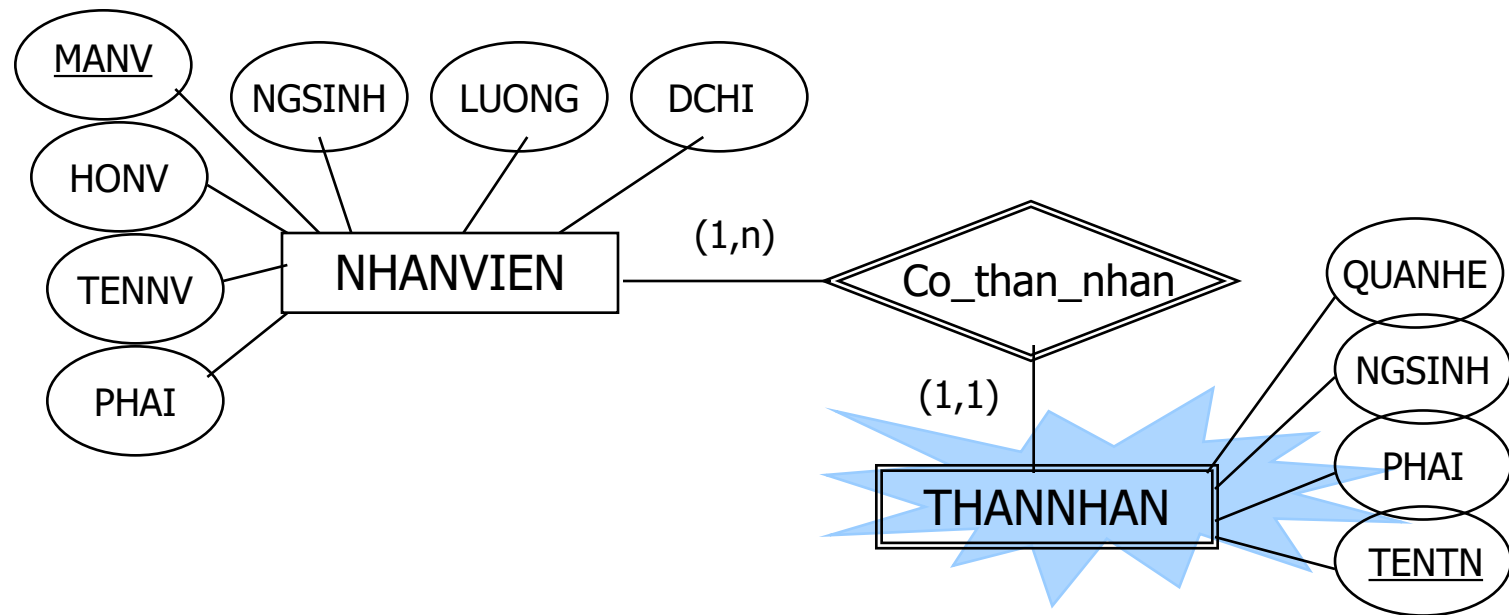 MANV
NGSINH
LUONG
DCHI
HONV
TENNV
PHAI
NHANVIEN
(1,n)
Co_than_nhan
(1,1)
THANNHAN
QUANHE
NGSINH
PHAI
TENTN